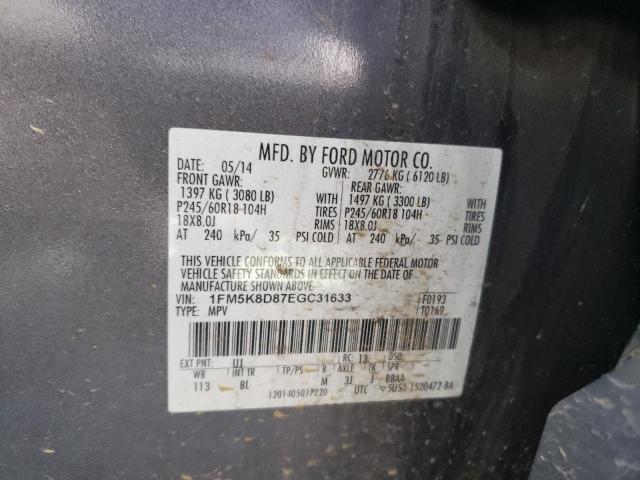 MFD. BY FORD MOTOR CO.
DATE: 05/14 GVWR: 2776 KG ( 6120 LB)
FRONT GAWR: REAR GAWR:
1397 KG ( 3080 LB) WITH 1497 KG ( 3300 LB) WITH
P245/60R18 104H TIRES P245/60R18 104H TIRES
18X8.0J RIMS 18X8.0J RIMS
AT 240 kPa/ 35 PSI COLD AT 240 kPa/ 35 PSI COLD
THIS VEHICLE CONFORMS TO ALL APPLICABLE FEDERAL MOTOR
VEHICLE SAFETY STANDARDS IN EFFECT ON THE DATE OF
MANUFACTURE SHOWN ABOVE.
VIN: 1FM5K8D87EGC31633 F0193
TYPE: MPV T0169
EXT PNT: UJ RC: 13 DSO:
WB INT TR TP/PS R AXLE TK SPR
113 BL M 3J J BBAA
UTC